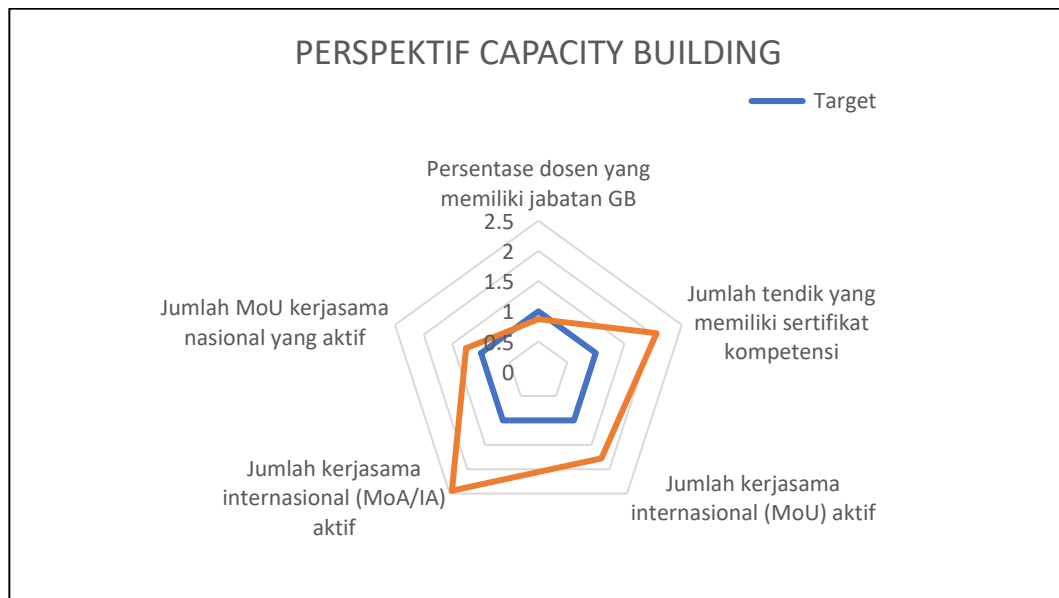 PERSPEKTIF CAPACITY BUILDING
Target
Persentase dosen yang
memiliki jabatan GB
2.5
2
1.5
1
0.5
0
Jumlah tendik yang
memiliki sertifikat
kompetensi
Jumlah kerjasama
internasional (MoU) aktif
Jumlah kerjasama
internasional (MoA/IA)
aktif
Jumlah MoU kerjasama
nasional yang aktif